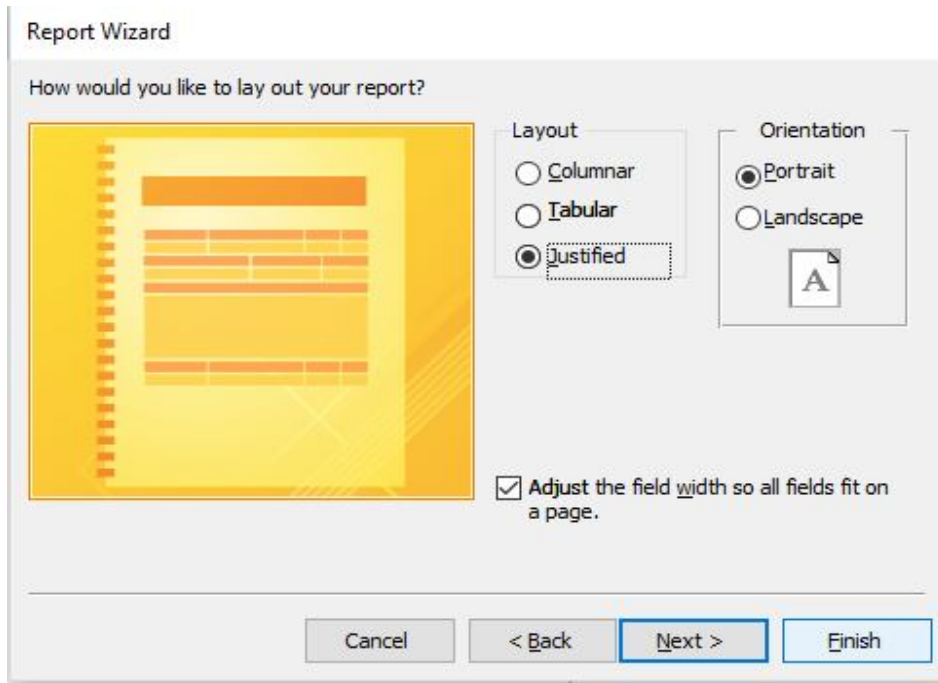 Report Wizard
How would you like to lay out your report?
Layout
Columnar
Tabular
Justified
Orientation
Portrait
Landscape
A
Adjust the field width so all fields fit on
a page.
Cancel
< Back
Next >
Finish